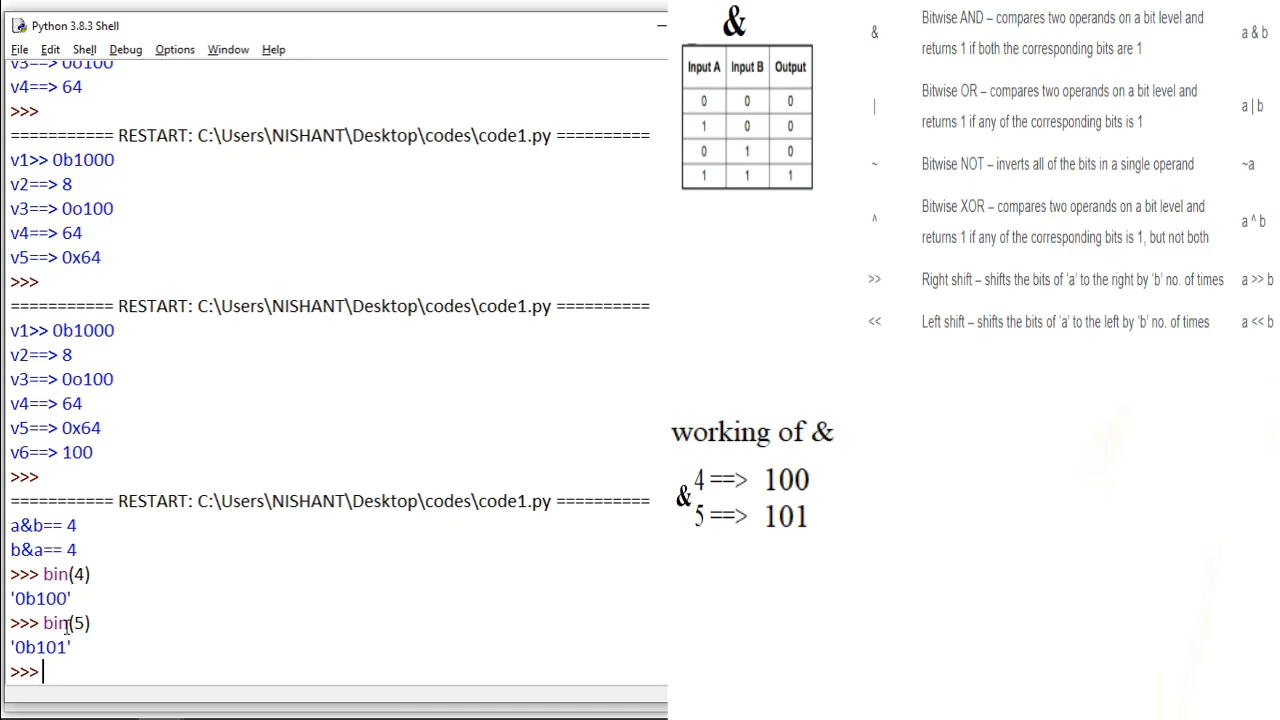 Python 3.8.3 Shell
File Edit Shell Debug Options Window Help
v3==> 0o100
v4==> 64
>>>
=========== RESTART: C:\Users\NISHANT\Desktop\codes\code1.py ==========
v1>> 0b1000
v2==> 8
v3==> 0o100
v4==> 64
v5==> 0x64
>>>
=========== RESTART: C:\Users\NISHANT\Desktop\codes\code1.py ==========
v1>> 0b1000
v2==> 8
v3==> 0o100
v4==> 64
v5==> 0x64
v6==> 100
>>>
=========== RESTART: C:\Users\NISHANT\Desktop\codes\code1.py ==========
a&b== 4
b&a== 4
>>> bin(4)
'0b100'
>>> bin(5)
'0b101'
>>>
&
Input A Input B Output
0 0 0
1 0 0
0 1 0
1 1 1
working of &
4 ==> 100
&
5 ==> 101
& Bitwise AND – compares two operands on a bit level and a & b
returns 1 if both the corresponding bits are 1
| Bitwise OR – compares two operands on a bit level and a | b
returns 1 if any of the corresponding bits is 1
~ Bitwise NOT – inverts all of the bits in a single operand ~a
^ Bitwise XOR – compares two operands on a bit level and a ^ b
returns 1 if any of the corresponding bits is 1, but not both
>> Right shift – shifts the bits of ‘a’ to the right by ‘b’ no. of times a >> b
<< Left shift – shifts the bits of ‘a’ to the left by ‘b’ no. of times a << b